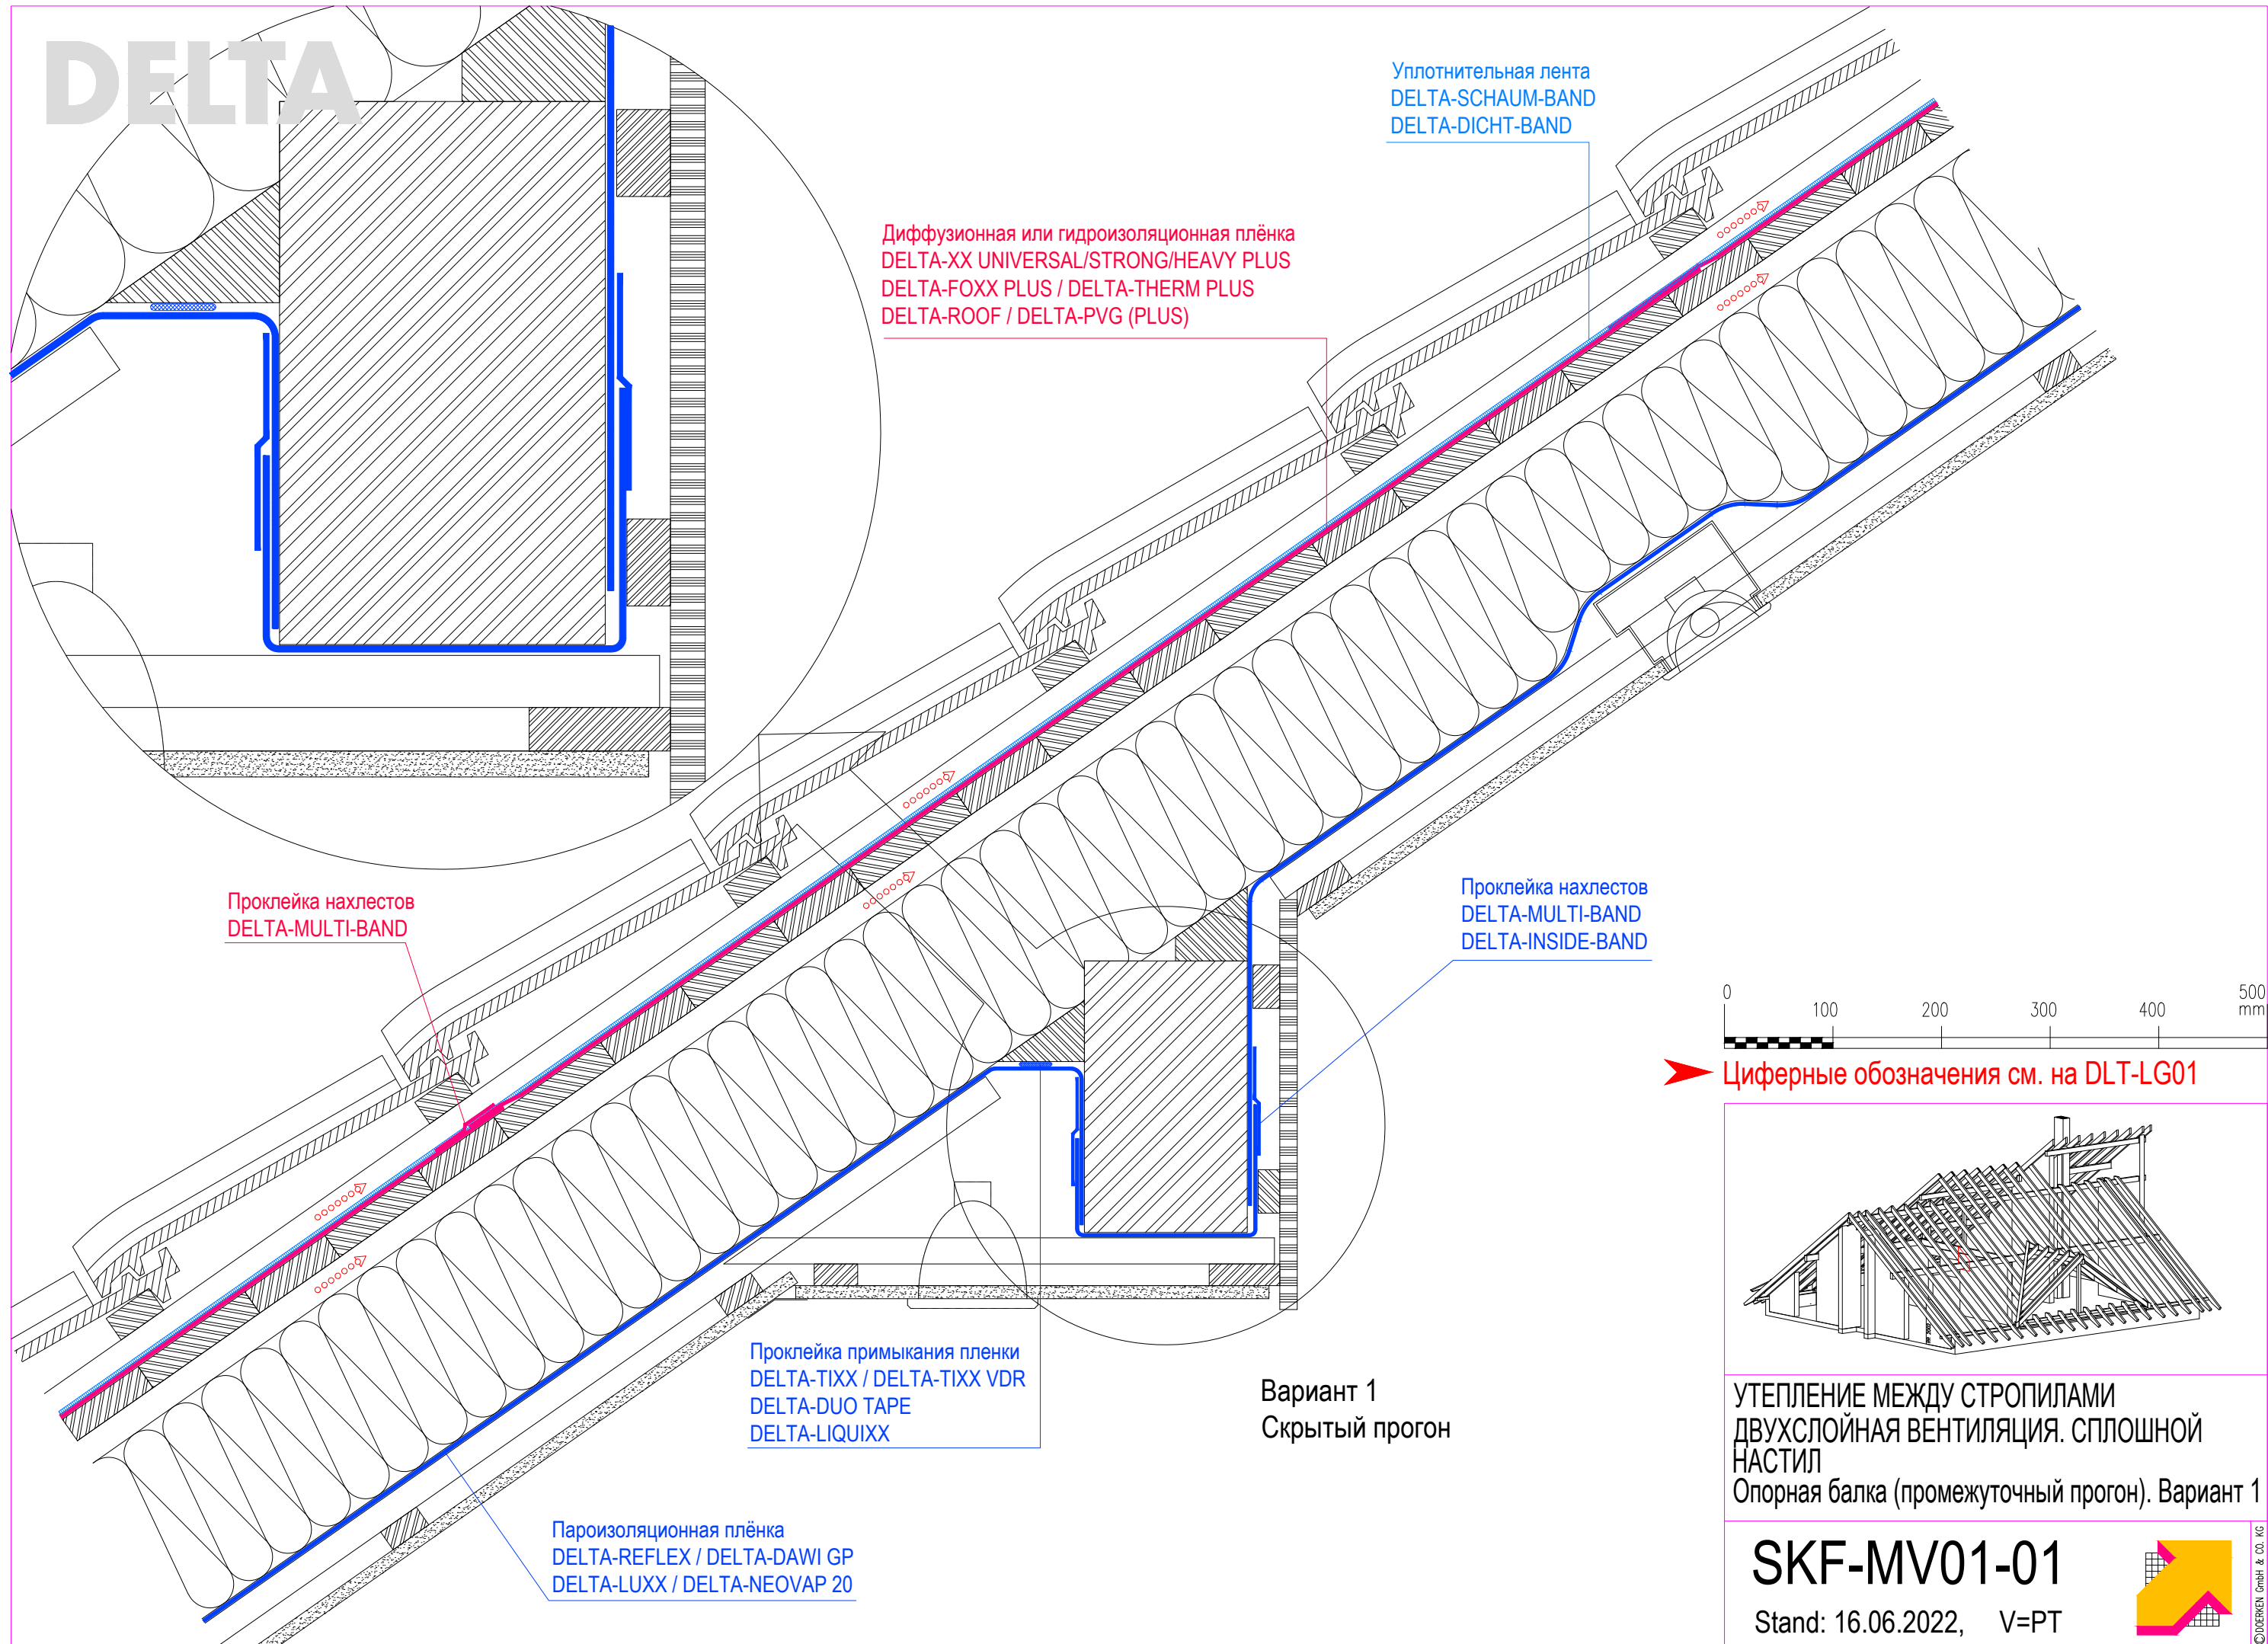 DELTA
Уплотнительная лента
DELTA-SCHAUM-BAND
DELTA-DICHT-BAND
Диффузионная или гидроизоляционная плёнка
DELTA-XX UNIVERSAL/STRONG/HEAVY PLUS
DELTA-FOXX PLUS / DELTA-THERM PLUS
DELTA-ROOF / DELTA-PVG (PLUS)
Проклейка нахлестов
DELTA-MULTI-BAND
Проклейка нахлестов
DELTA-MULTI-BAND
DELTA-INSIDE-BAND
0 100 200 300 400 500
mm
Циферные обозначения см. на DLT-LG01
Проклейка примыкания пленки
DELTA-TIXX / DELTA-TIXX VDR
DELTA-DUO TAPE
DELTA-LIQUIXX
Вариант 1
Скрытый прогон
Пароизоляционная плёнка
DELTA-REFLEX / DELTA-DAWI GP
DELTA-LUXX / DELTA-NEOVAP 20
УТЕПЛЕНИЕ МЕЖДУ СТРОПИЛАМИ
ДВУХСЛОЙНАЯ ВЕНТИЛЯЦИЯ. СПЛОШНОЙ
НАСТИЛ
Опорная балка (промежуточный прогон). Вариант 1
SKF-MV01-01
Stand: 16.06.2022, V=PT
©DOERKEN GmbH & CO. KG